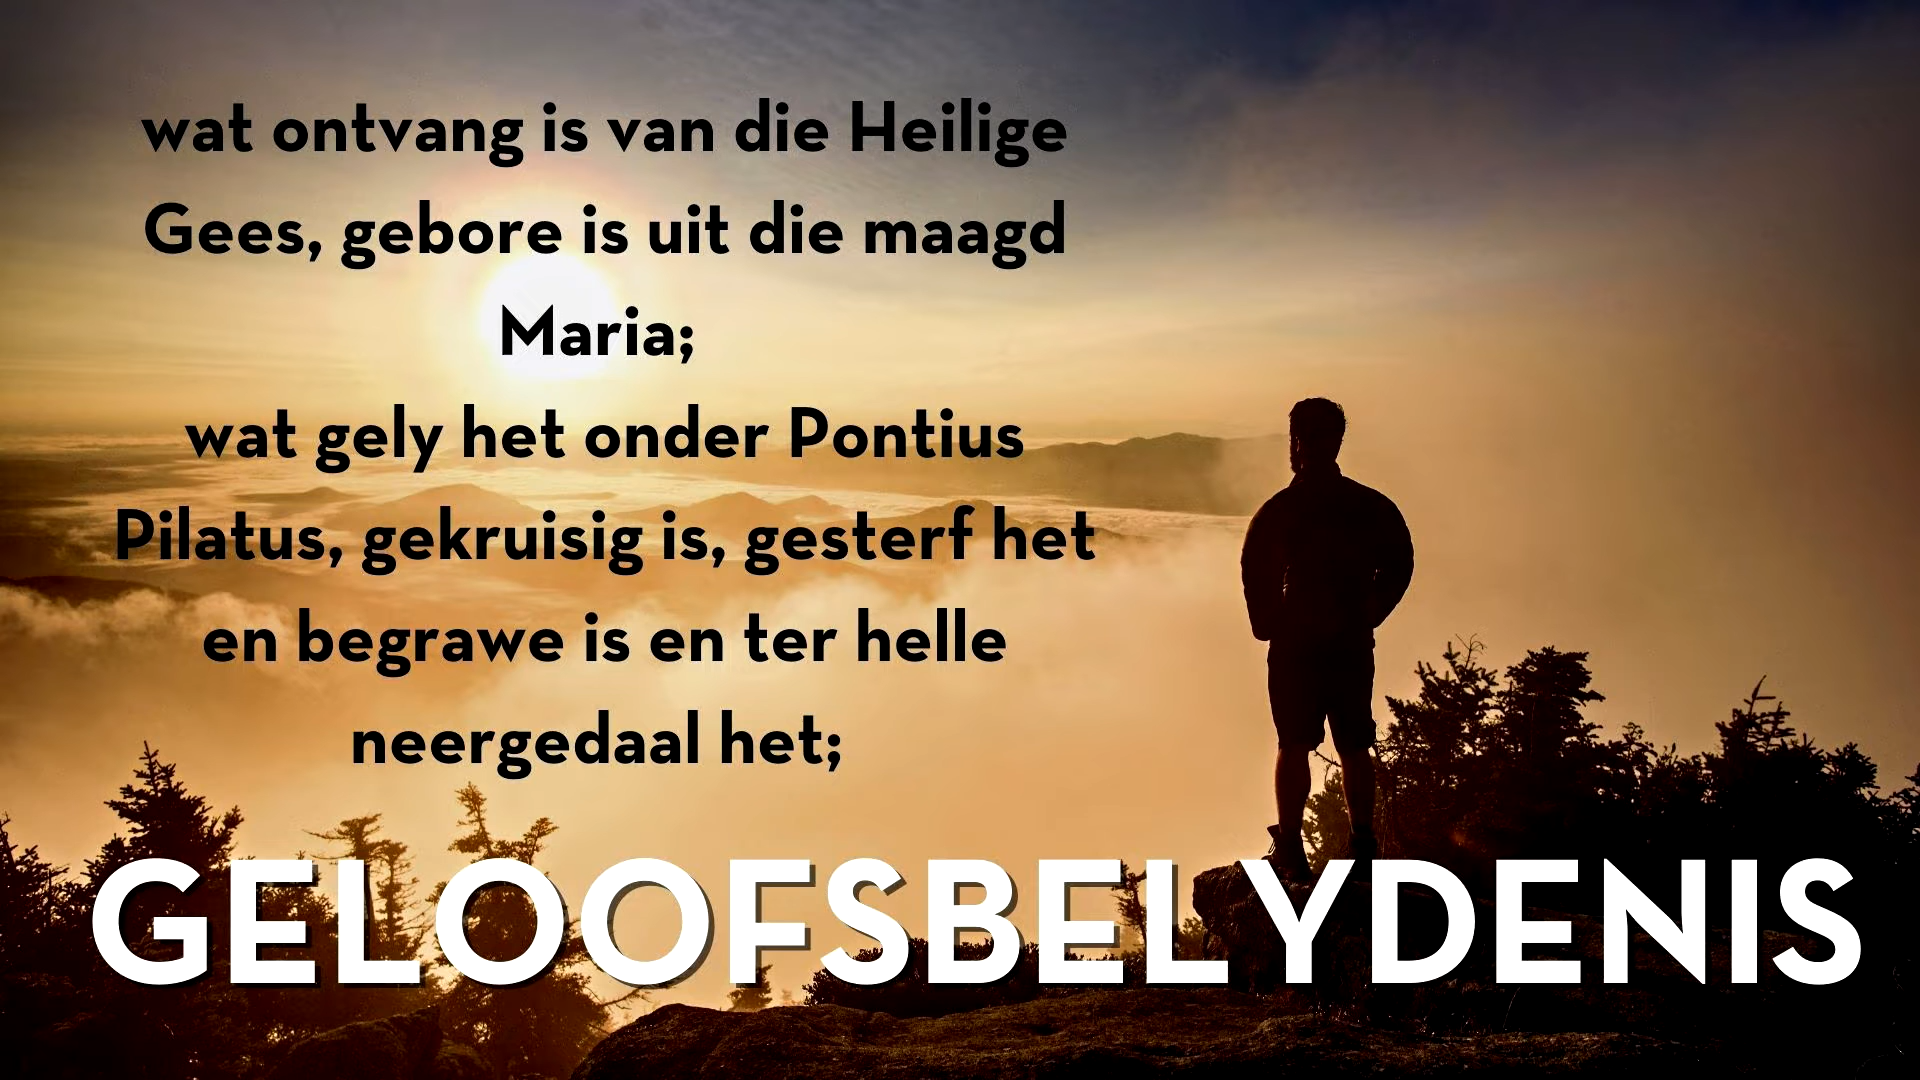 wat ontvang is van die Heilige
Gees, gebore is uit die maagd
Maria;
wat gely het onder Pontius
Pilatus, gekruisig is, gesterf het
en begrawe is en ter helle
neergedaal het;
GELOOFSBELYDENIS